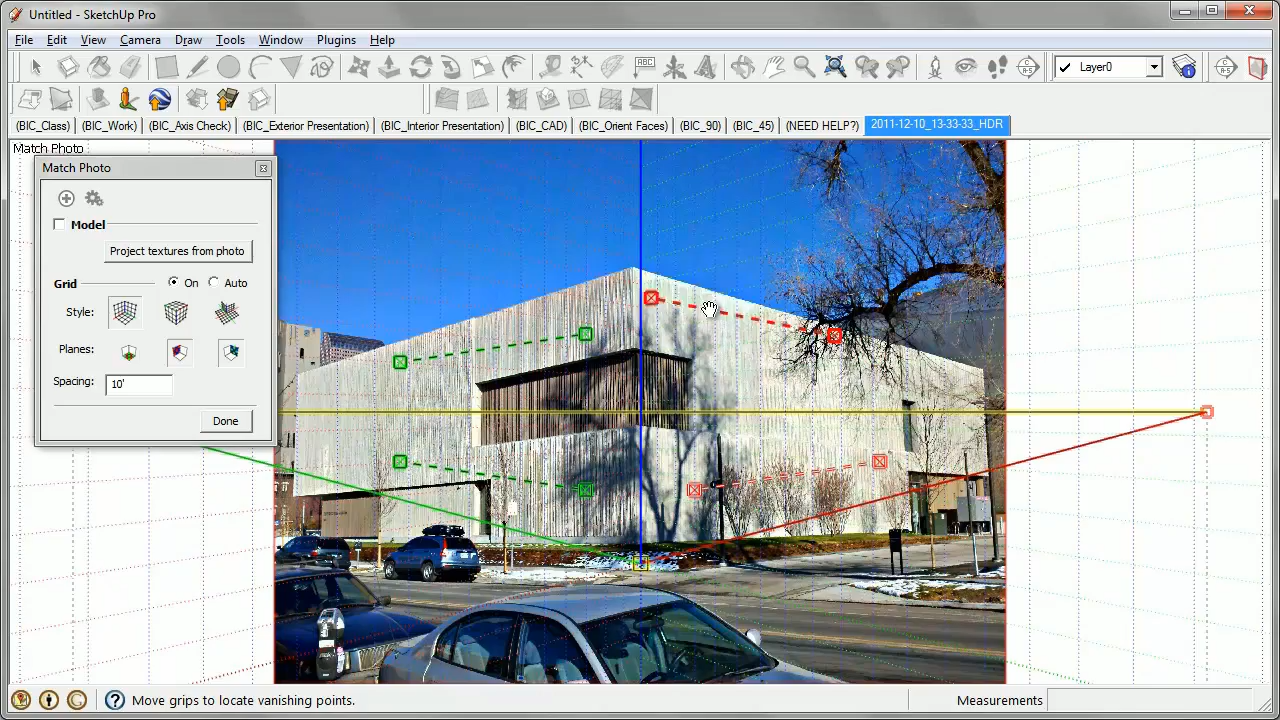 Untitled - SketchUp Pro
File Edit View Camera Draw Tools Window Plugins Help
ABC
Layer0
(BIC_Class) (BIC_Work) (BIC_Axis Check) (BIC_Exterior Presentation) (BIC_Interior Presentation) (BIC_CAD) (BIC_Orient Faces) (BIC_90) (BIC_45) (NEED HELP?) 2011-12-10_13-33-33_HDR
Match Photo
Match Photo
Model
Project textures from photo
Grid On Auto
Style:
Planes:
Spacing: 10'
Done
Move grips to locate vanishing points. Measurements